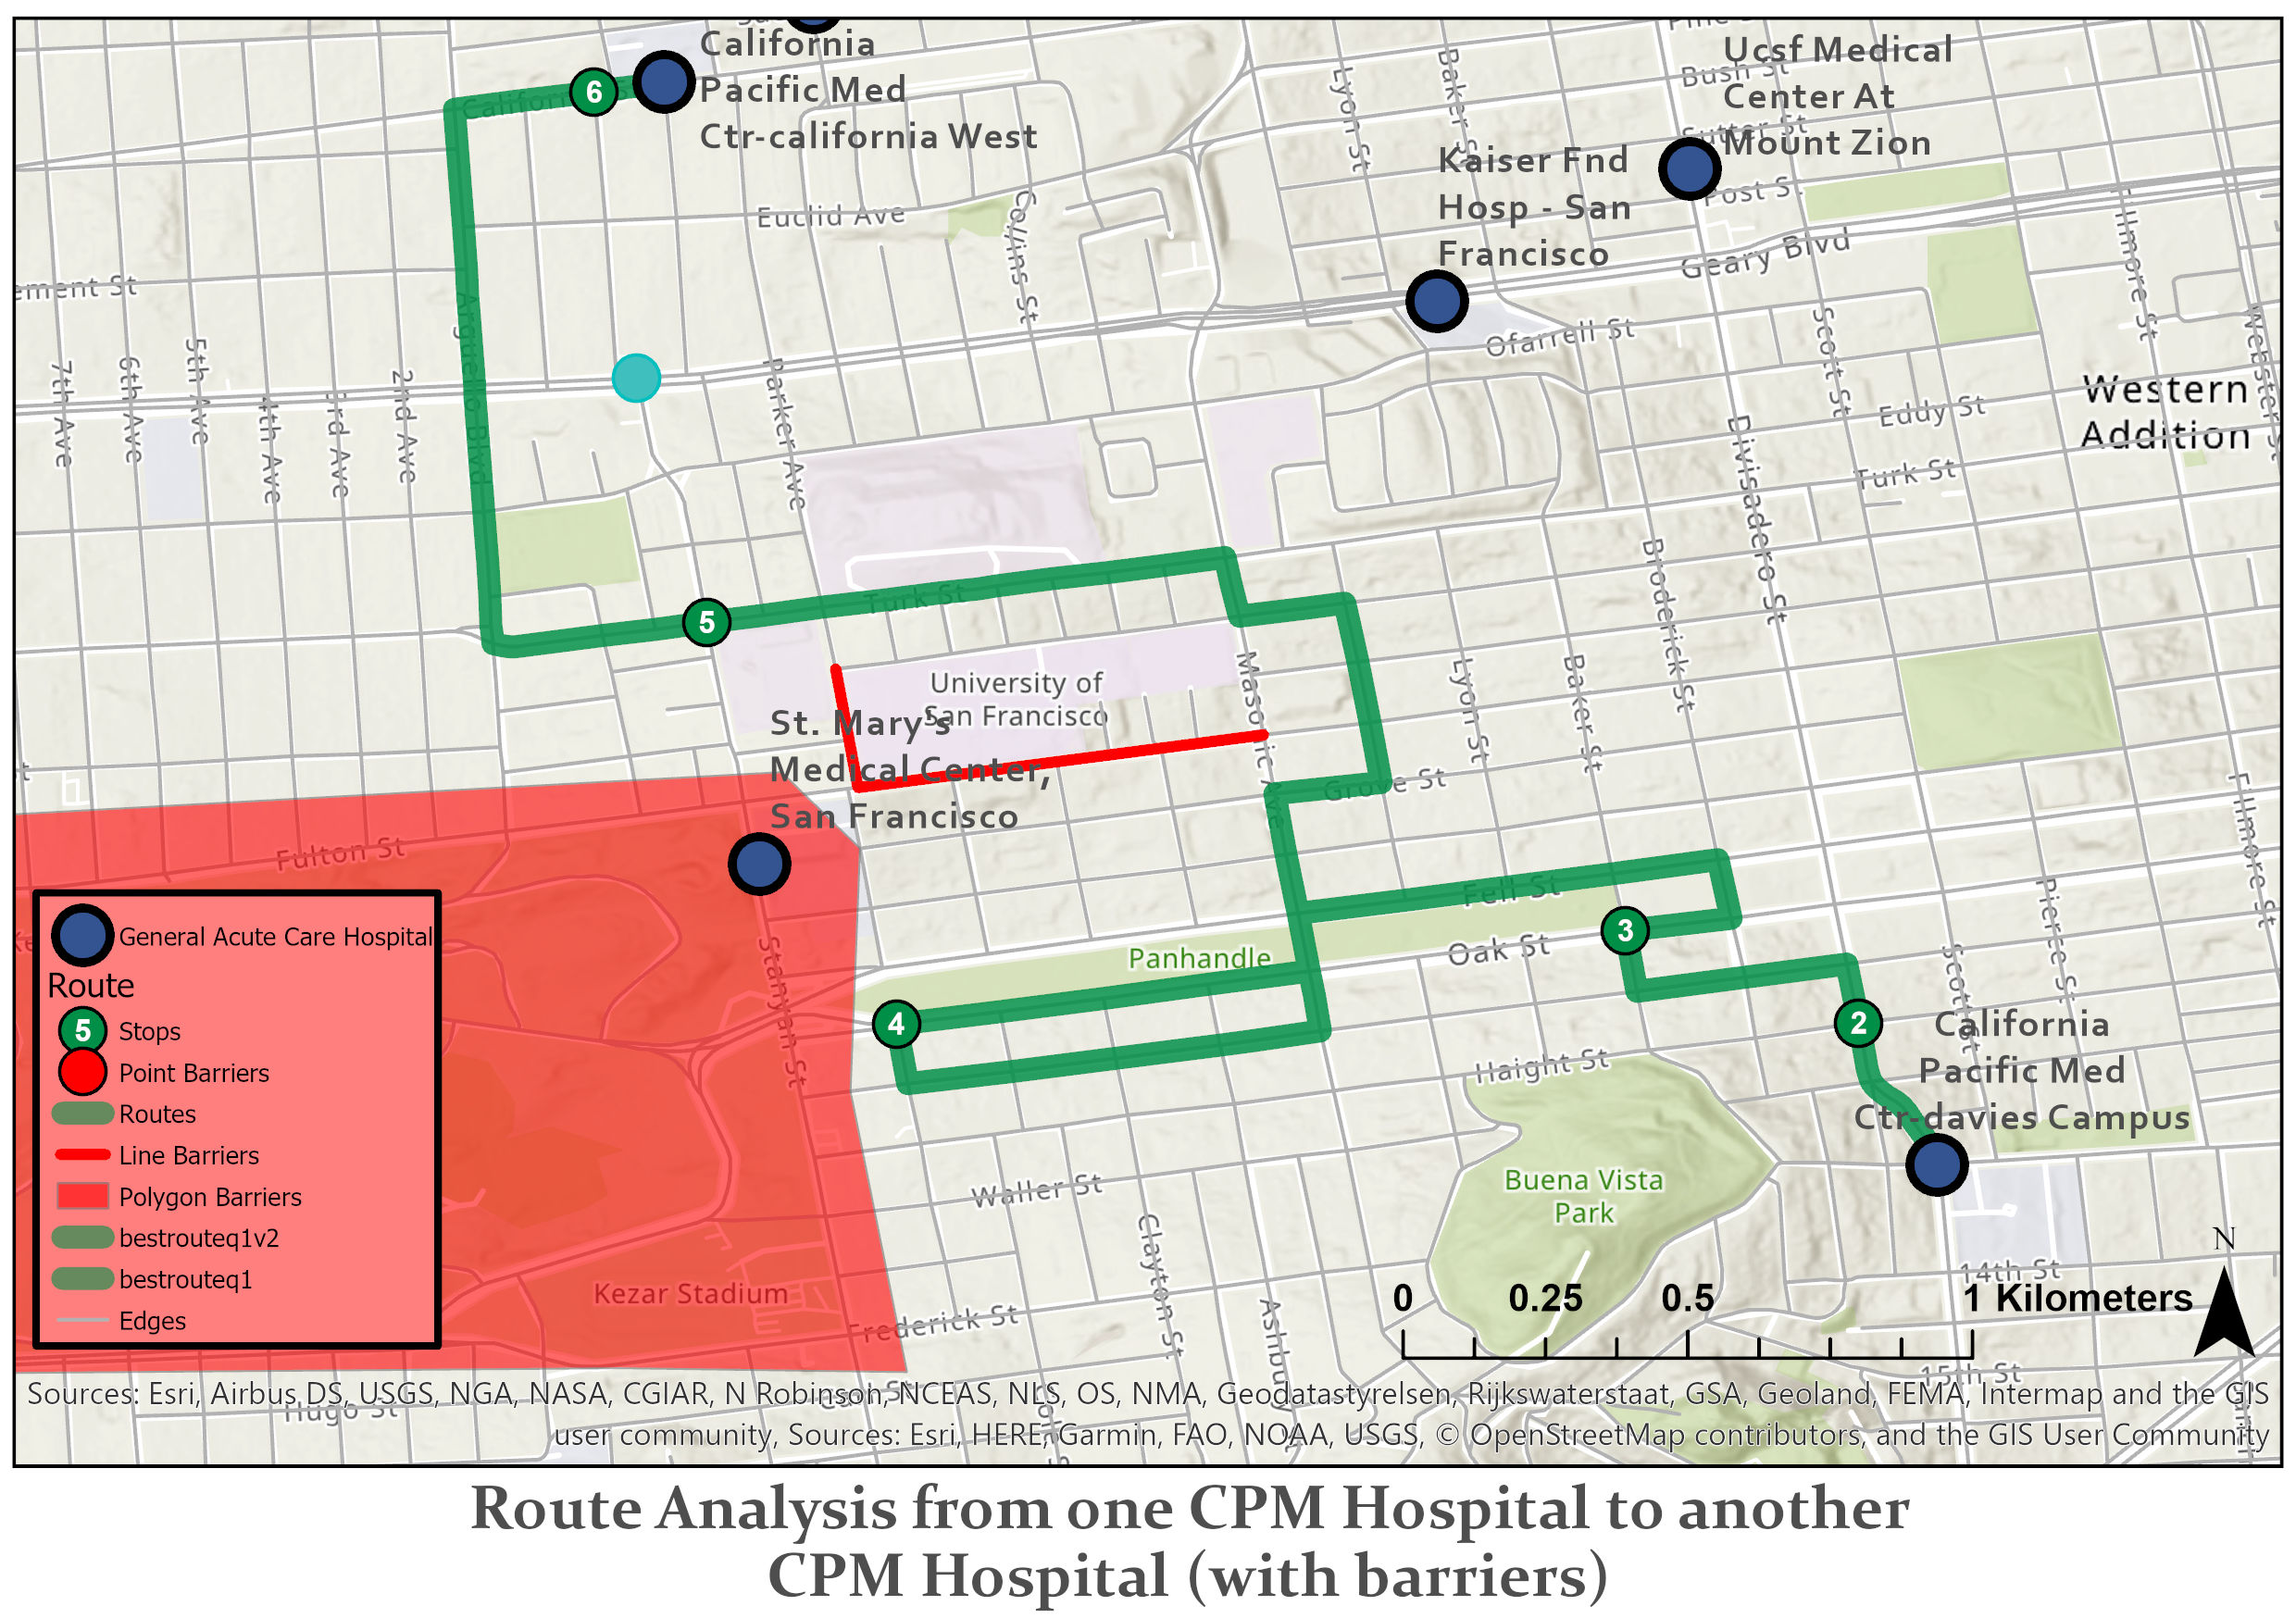 California
Pacific Med
Ctr-california West
Ucsf Medical
Center At
Mount Zion
Kaiser Fnd
Hosp - San
Francisco
6
Bush St
Sutter St
Post St
Lyon St
Baker St
Euclid Ave
Collins St
Geary Blvd
Ofarrell St
Fillmore St
Webster St
Scott St
Western
Addition
Eddy St
Turk St
Arguello Blvd
7th Ave
6th Ave
5th Ave
4th Ave
3rd Ave
2nd Ave
Parker Ave
Divisadero St
Broderick St
5
Turk St
University of
San Francisco
Masonic Ave
Lyon St
Baker St
St. Mary's
Medical Center,
San Francisco
Grove St
Fulton St
Fell St
Oak St
Panhandle
3
4
2
Stanyan St
Scott St
Pierce St
Fillmore St
California
Pacific Med
Ctr-davies Campus
Haight St
Buena Vista
Park
Waller St
Clayton St
Ashbury
Kezar Stadium
Frederick St
14th St
15th St
Hugo St
General Acute Care Hospital
Route
5 Stops
Point Barriers
Routes
Line Barriers
Polygon Barriers
bestrouteq1v2
bestrouteq1
Edges
0 0.25 0.5 1 Kilometers
N
Sources: Esri, Airbus DS, USGS, NGA, NASA, CGIAR, N Robinson, NCEAS, NLS, OS, NMA, Geodatastyrelsen, Rijkswaterstaat, GSA, Geoland, FEMA, Intermap and the GIS
user community, Sources: Esri, HERE, Garmin, FAO, NOAA, USGS, © OpenStreetMap contributors, and the GIS User Community
Route Analysis from one CPM Hospital to another
CPM Hospital (with barriers)